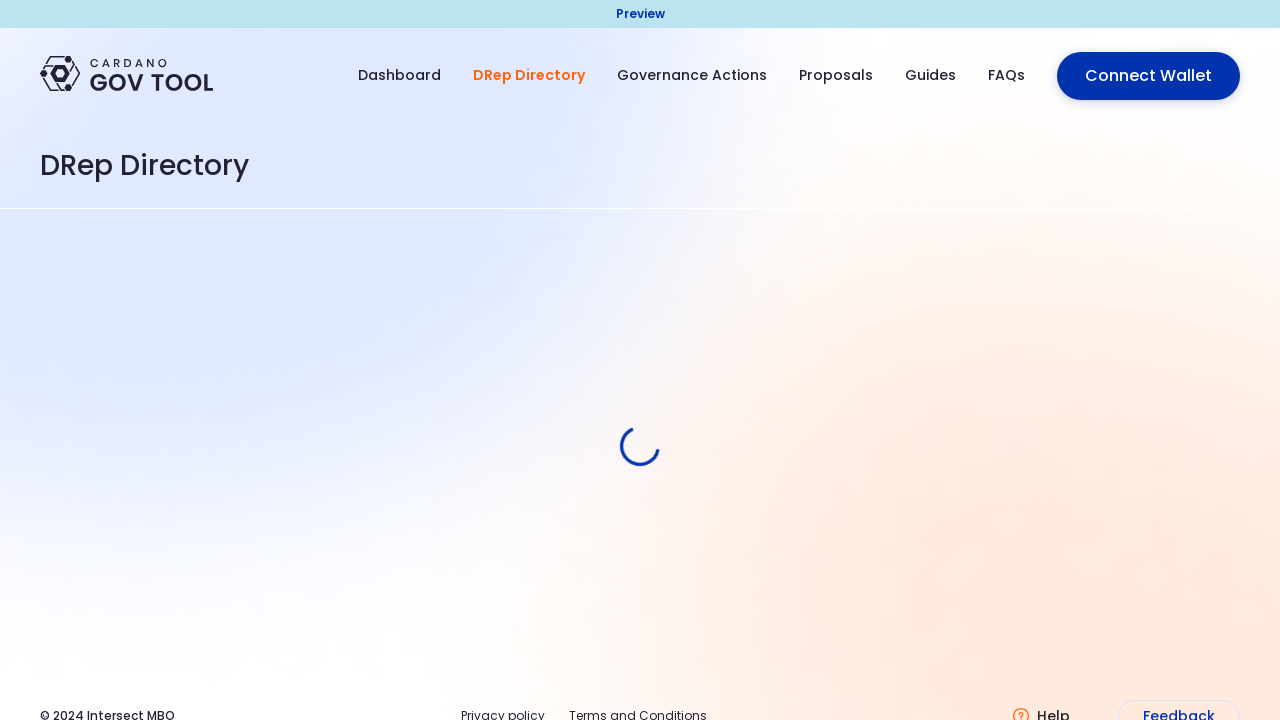 Preview
CARDANO
GOV TOOL
Dashboard
DRep Directory
Governance Actions
Proposals
Guides
FAQs
Connect Wallet
DRep Directory
© 2024 Intersect MBO
Privacy policy
Terms and Conditions
Help
Feedback